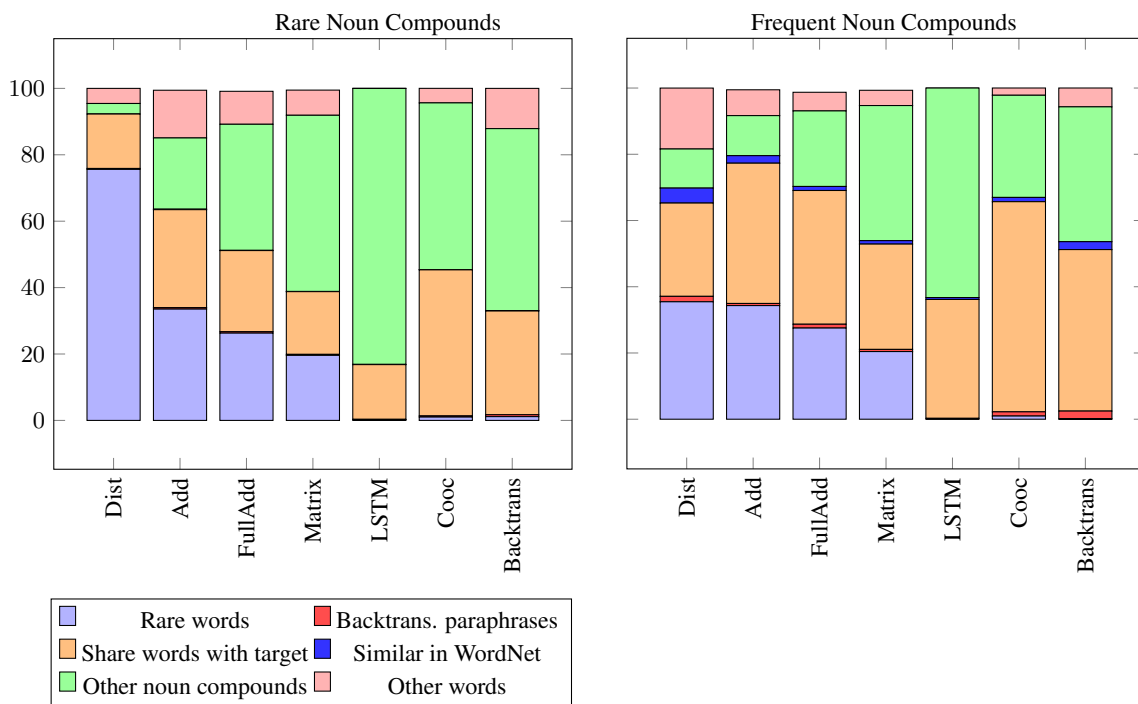 Rare Noun Compounds
Frequent Noun Compounds
100
80
60
40
20
0
Dist
Add
FullAdd
Matrix
LSTM
Cooc
Backtrans
Dist
Add
FullAdd
Matrix
LSTM
Cooc
Backtrans
Rare words
Backtrans. paraphrases
Share words with target
Similar in WordNet
Other noun compounds
Other words